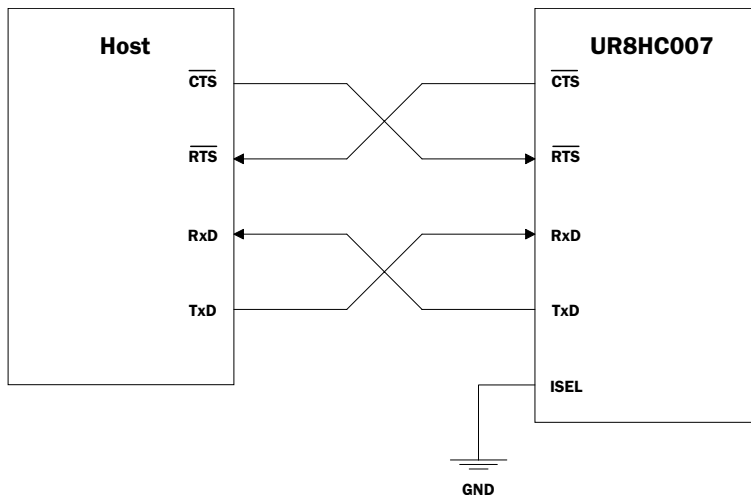 Host
CTS
RTS
RxD
TxD
UR8HC007
CTS
RTS
RxD
TxD
ISEL
GND